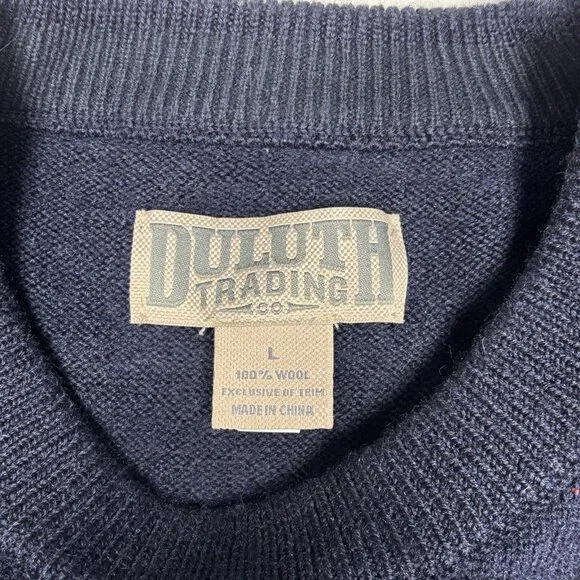 DULUTH
TRADING
CO
L
100% WOOL
EXCLUSIVE OF TRIM
MADE IN CHINA